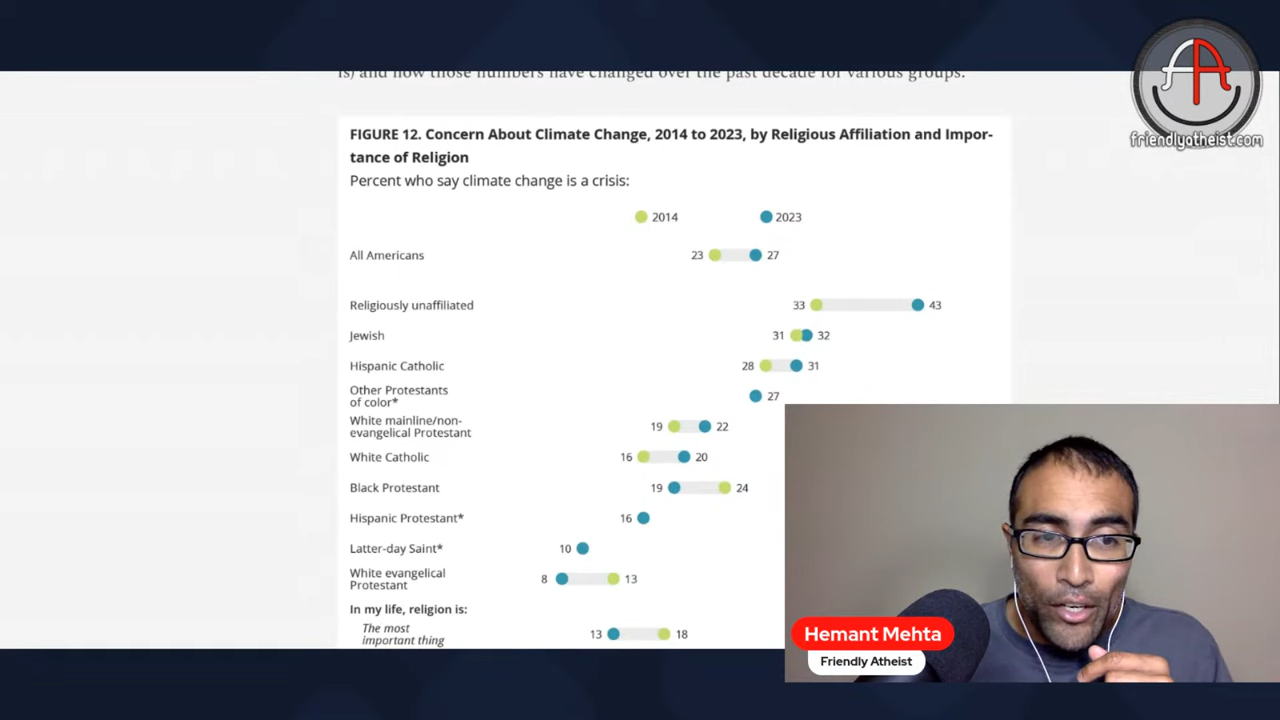 is) and how those numbers have changed over the past decade for various groups.
friendlyatheist.com
FIGURE 12. Concern About Climate Change, 2014 to 2023, by Religious Affiliation and Impor-
tance of Religion
Percent who say climate change is a crisis:
2014 2023
All Americans 23 27
Religiously unaffiliated 33 43
Jewish 31 32
Hispanic Catholic 28 31
Other Protestants
of color* 27
White mainline/non-
evangelical Protestant 19 22
White Catholic 16 20
Black Protestant 19 24
Hispanic Protestant* 16
Latter-day Saint* 10
White evangelical
Protestant 8 13
In my life, religion is:
The most
important thing 13 18
Hemant Mehta
Friendly Atheist